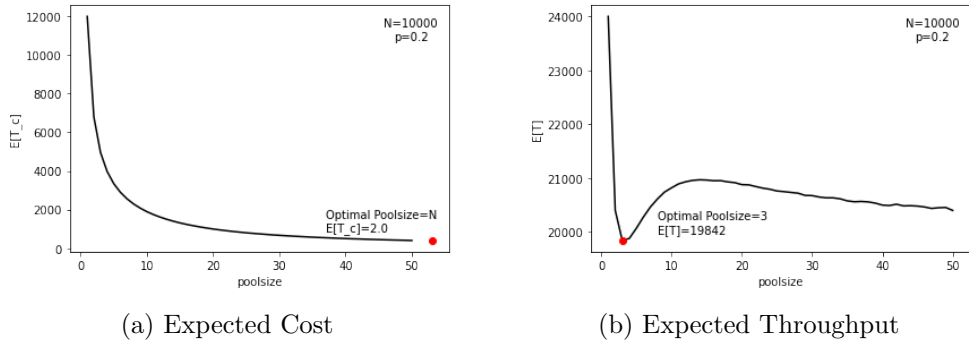 12000
10000
8000
6000
4000
2000
0
E[T_c]
N=10000
p=0.2
Optimal Poolsize=N
E[T_c]=2.0
0 10 20 30 40 50
poolsize
(a) Expected Cost
24000
23000
22000
21000
20000
E[T]
N=10000
p=0.2
Optimal Poolsize=3
E[T]=19842
0 10 20 30 40 50
poolsize
(b) Expected Throughput